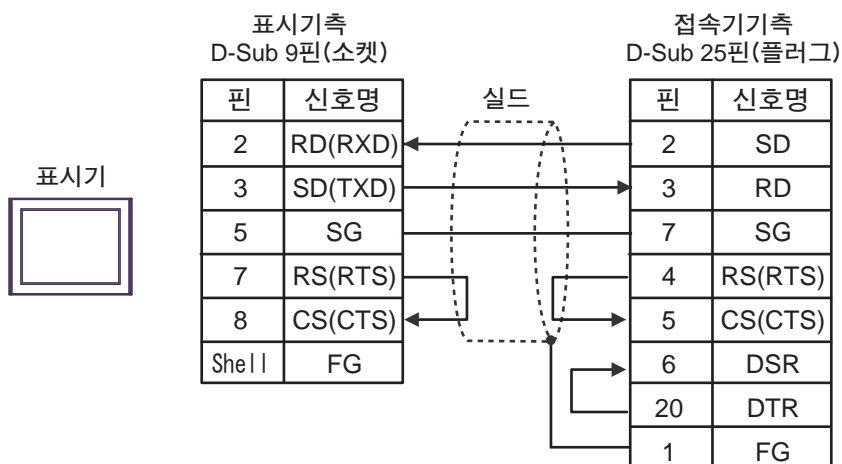 표시기측
D-Sub 9핀(소켓)
접속기기측
D-Sub 25핀(플러그)
표시기
실드
핀 신호명
2 RD(RXD)
3 SD(TXD)
5 SG
7 RS(RTS)
8 CS(CTS)
Shell FG
핀 신호명
2 SD
3 RD
7 SG
4 RS(RTS)
5 CS(CTS)
6 DSR
20 DTR
1 FG